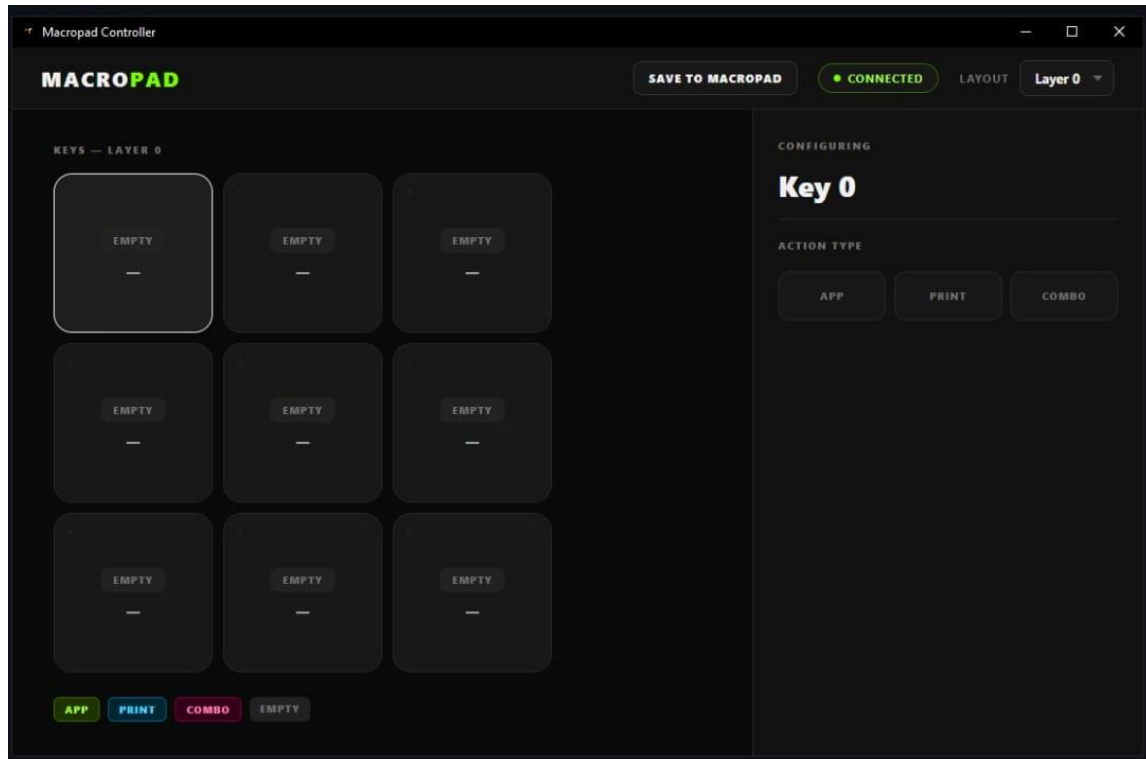 Macropad Controller
MACROPAD
SAVE TO MACROPAD
CONNECTED
LAYOUT
Layer 0
KEYS — LAYER 0
EMPTY
—
EMPTY
—
EMPTY
—
EMPTY
—
EMPTY
—
EMPTY
—
EMPTY
—
EMPTY
—
EMPTY
—
APP
PRINT
COMBO
EMPTY
CONFIGURING
Key 0
ACTION TYPE
APP
PRINT
COMBO